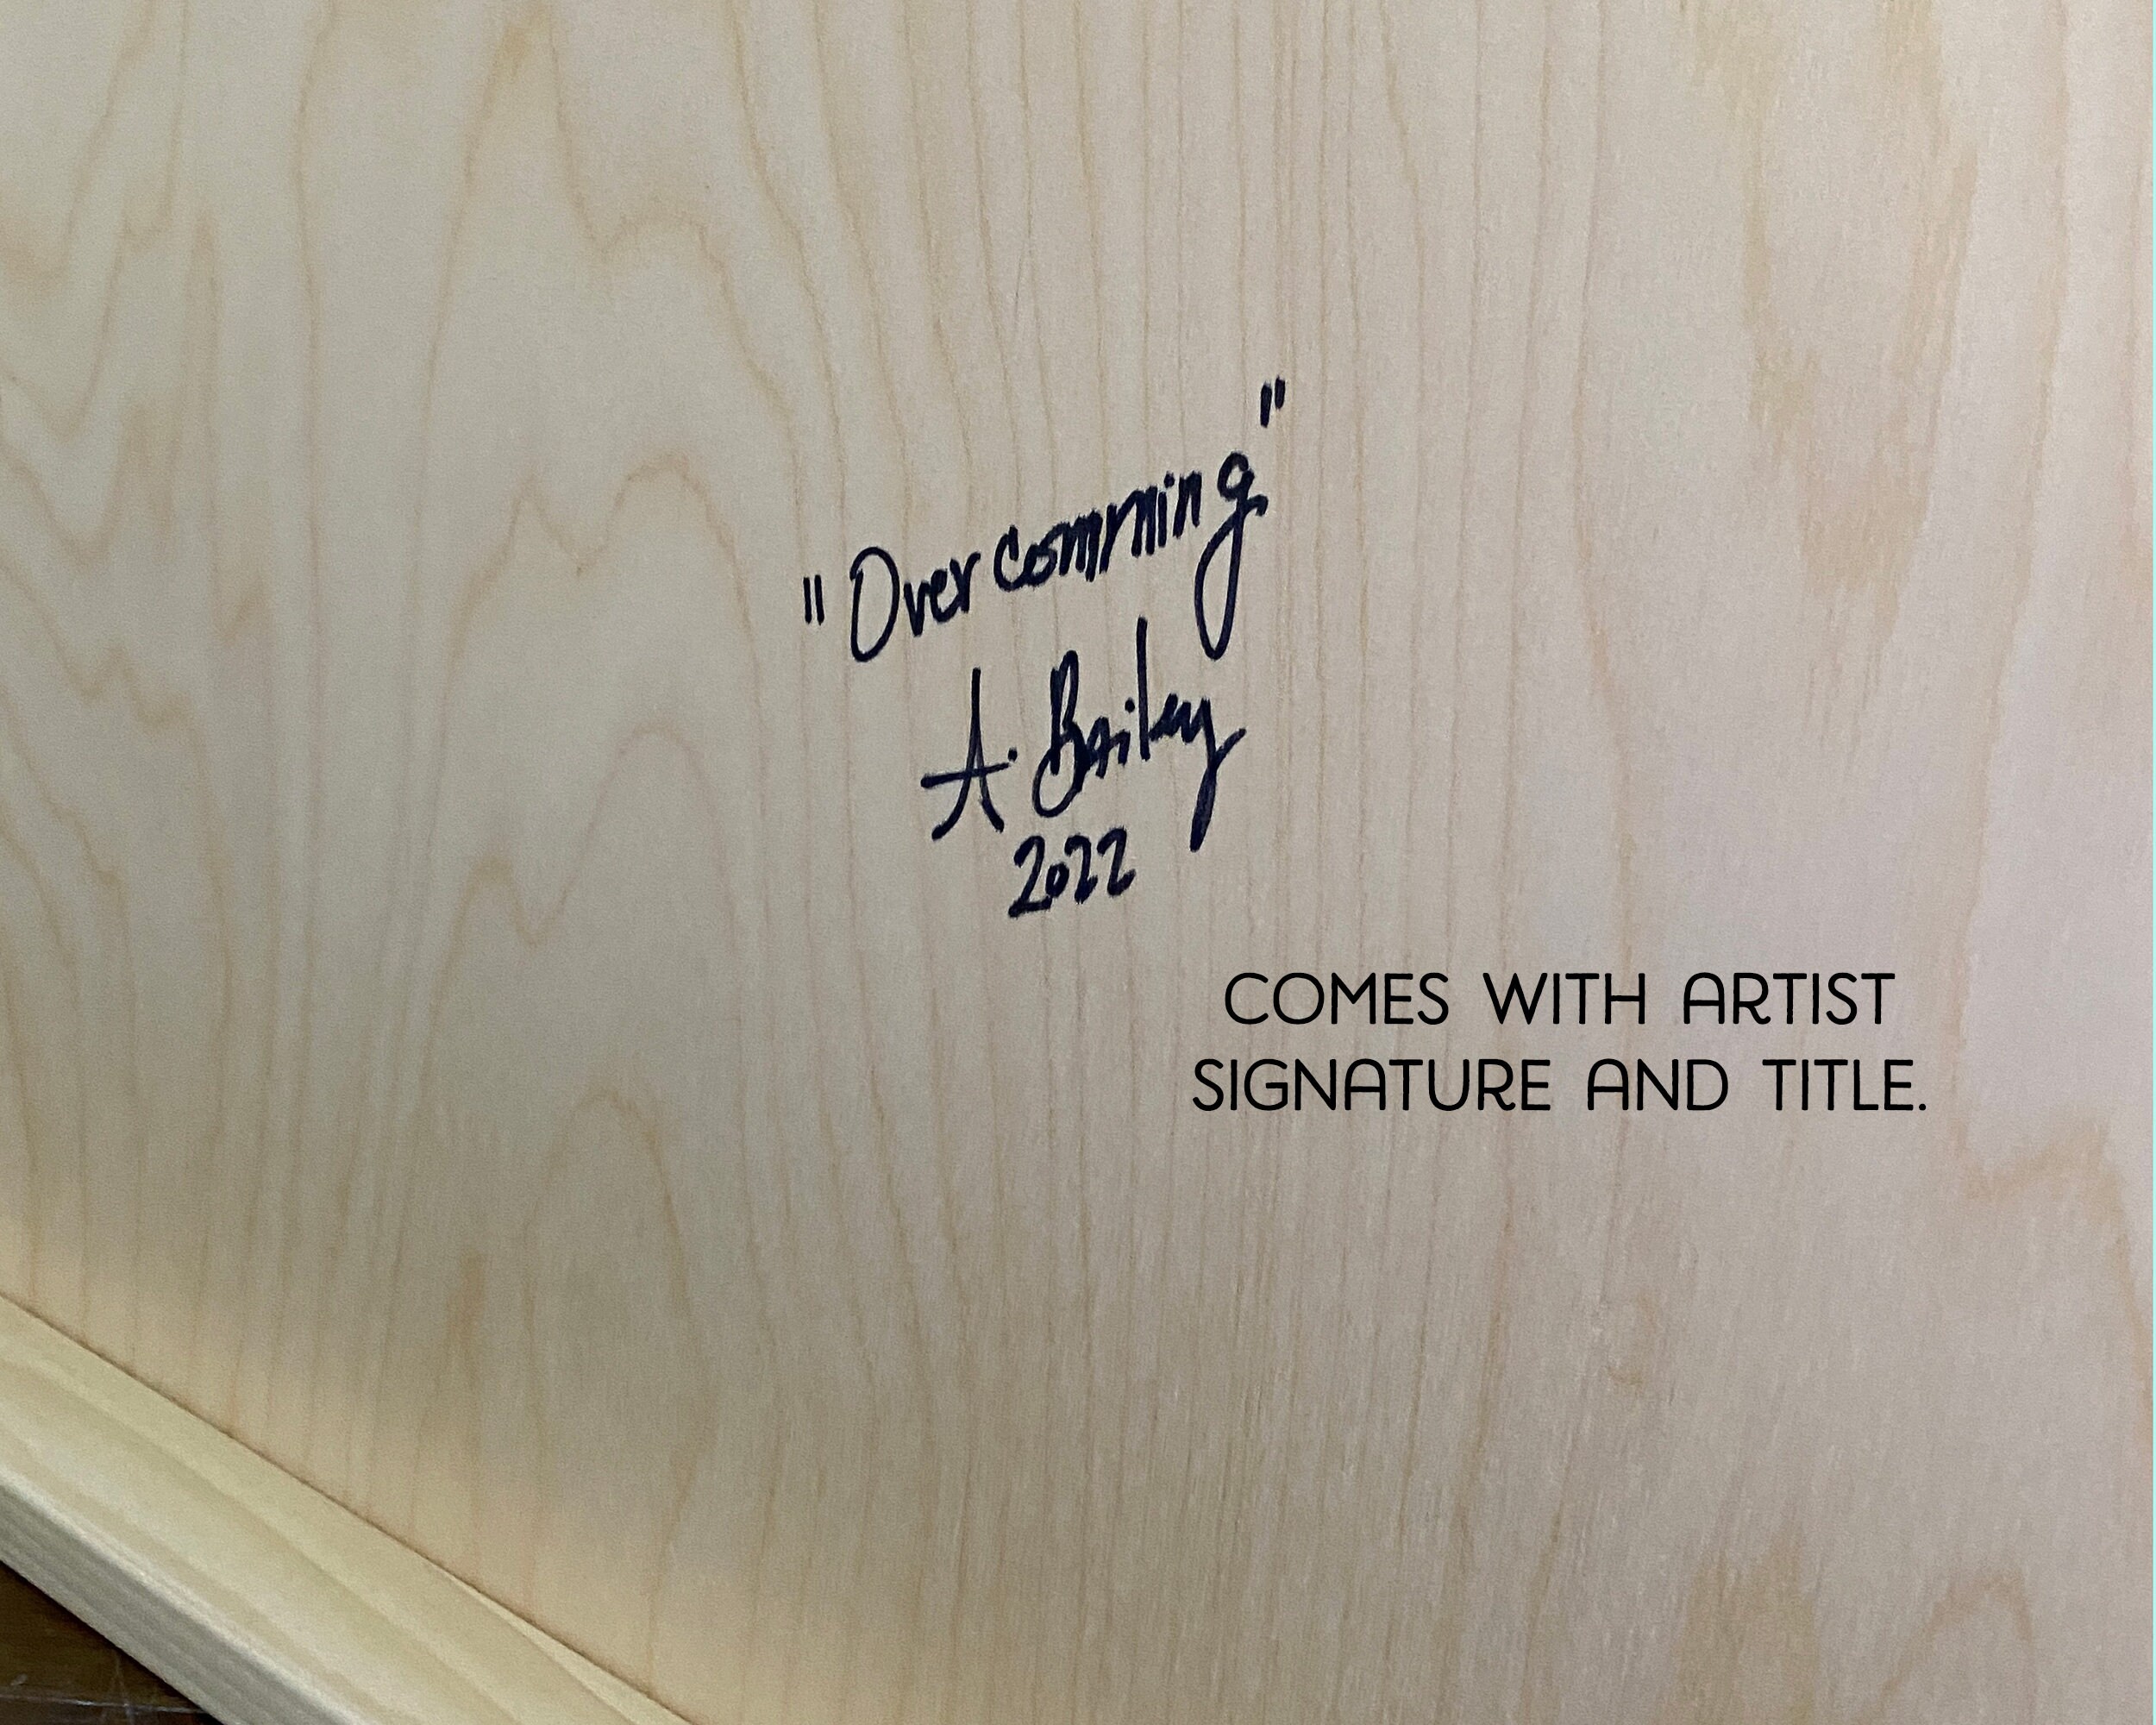 "Overcomming"
A. Bailey
2022
COMES WITH ARTIST
SIGNATURE AND TITLE.